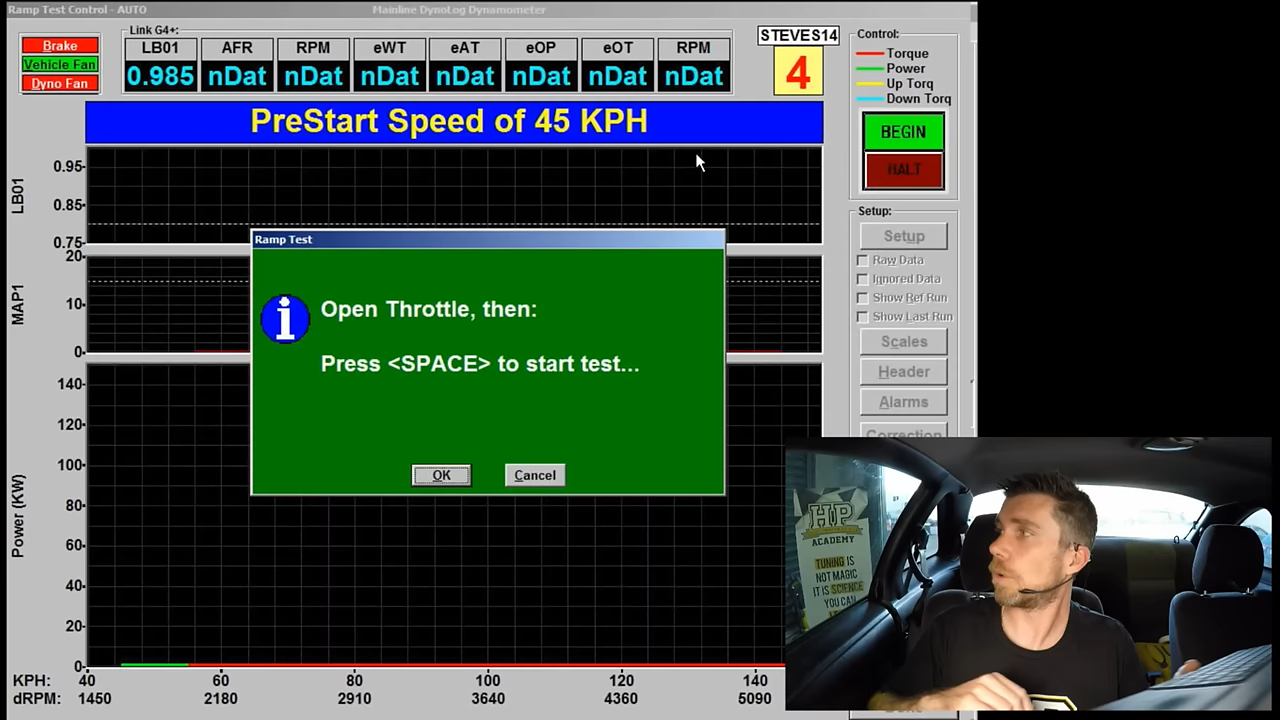 Ramp Test Control - AUTO
Mainline DynoLog Dynamometer
Brake
Vehicle Fan
Dyno Fan
Link G4+:
LB01 AFR RPM eWT eAT eOP eOT RPM
0.985 nDat nDat nDat nDat nDat nDat nDat
STEVES14
4
Control:
Torque
Power
Up Torq
Down Torq
BEGIN
HALT
PreStart Speed of 45 KPH
LB01
0.95
0.85
0.75
MAP1
20
10
0
Power (KW)
140
120
100
80
60
40
20
0
KPH: 40 60 80 100 120 140
dRPM: 1450 2180 2910 3640 4360 5090
Ramp Test
Open Throttle, then:
Press <SPACE> to start test...
OK Cancel
Setup:
Setup
Raw Data
Ignored Data
Show Ref Run
Show Last Run
Scales
Header
Alarms
Correction
HP
ACADEMY
TUNING IS
NOT MAGIC
IT IS SCIENCE
YOU CAN